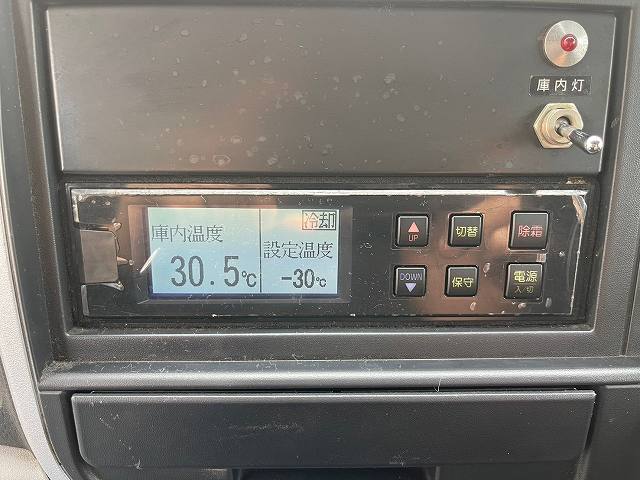 庫内灯
庫内温度
30.5℃
冷却
設定温度
-30℃
UP
切替
除霜
DOWN
保守
電源
入/切